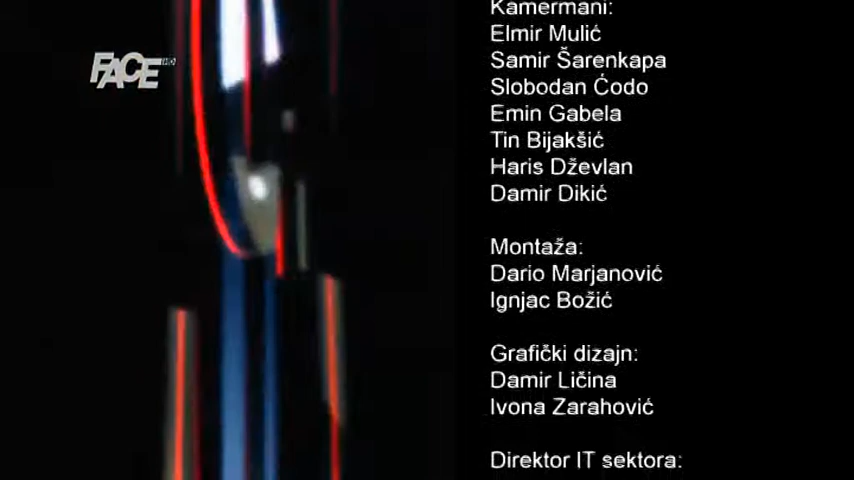 FACE HD
Kamermani:
Elmir Mulić
Samir Šarenkapa
Slobodan Ćodo
Emin Gabela
Tin Bijakšić
Haris Dževlan
Damir Dikić
Montaža:
Dario Marjanović
Ignjac Božić
Grafički dizajn:
Damir Ličina
Ivona Zarahović
Direktor IT sektora: